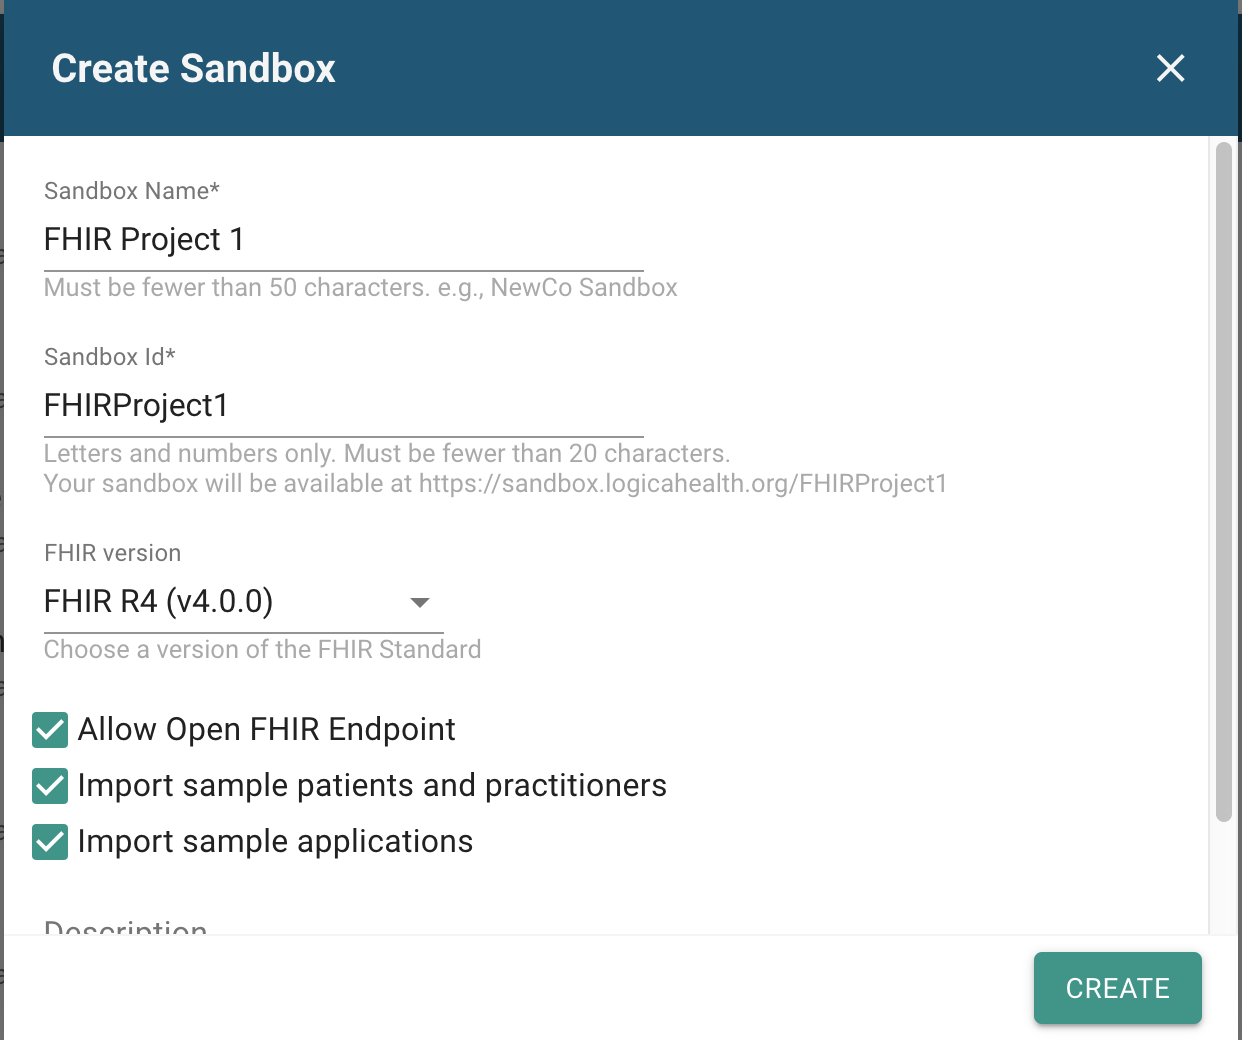 Create Sandbox
Sandbox Name*
FHIR Project 1
Must be fewer than 50 characters. e.g., NewCo Sandbox
Sandbox Id*
FHIRProject1
Letters and numbers only. Must be fewer than 20 characters.
Your sandbox will be available at https://sandbox.logicahealth.org/FHIRProject1
FHIR version
FHIR R4 (v4.0.0)
Choose a version of the FHIR Standard
Allow Open FHIR Endpoint
Import sample patients and practitioners
Import sample applications
Description
CREATE